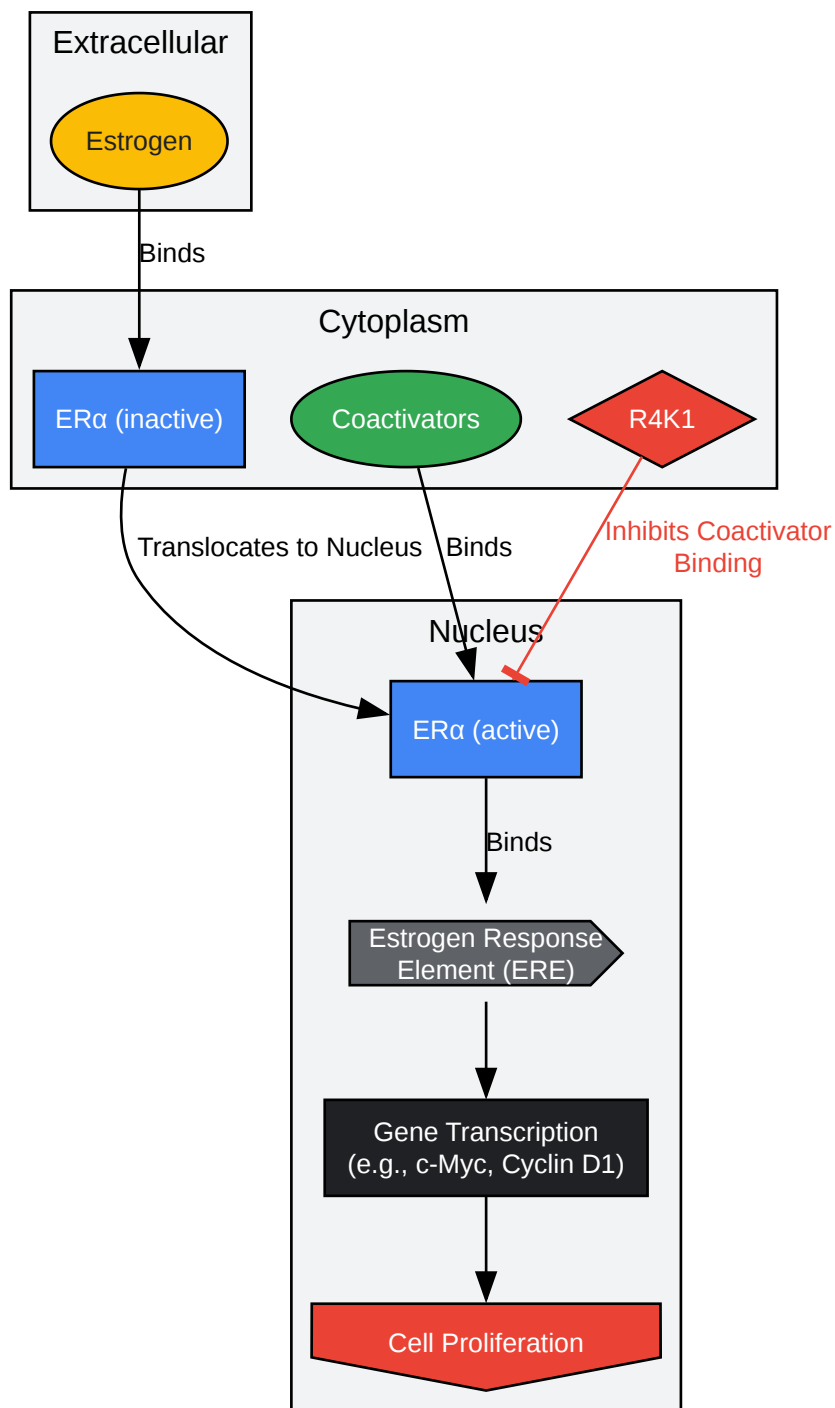 Extracellular
Estrogen
Binds
Cytoplasm
ERα (inactive)
Coactivators
R4K1
Translocates to Nucleus
Binds
Inhibits Coactivator
Binding
Nucleus
ERα (active)
Binds
Estrogen Response
Element (ERE)
Gene Transcription
(e.g., c-Myc, Cyclin D1)
Cell Proliferation